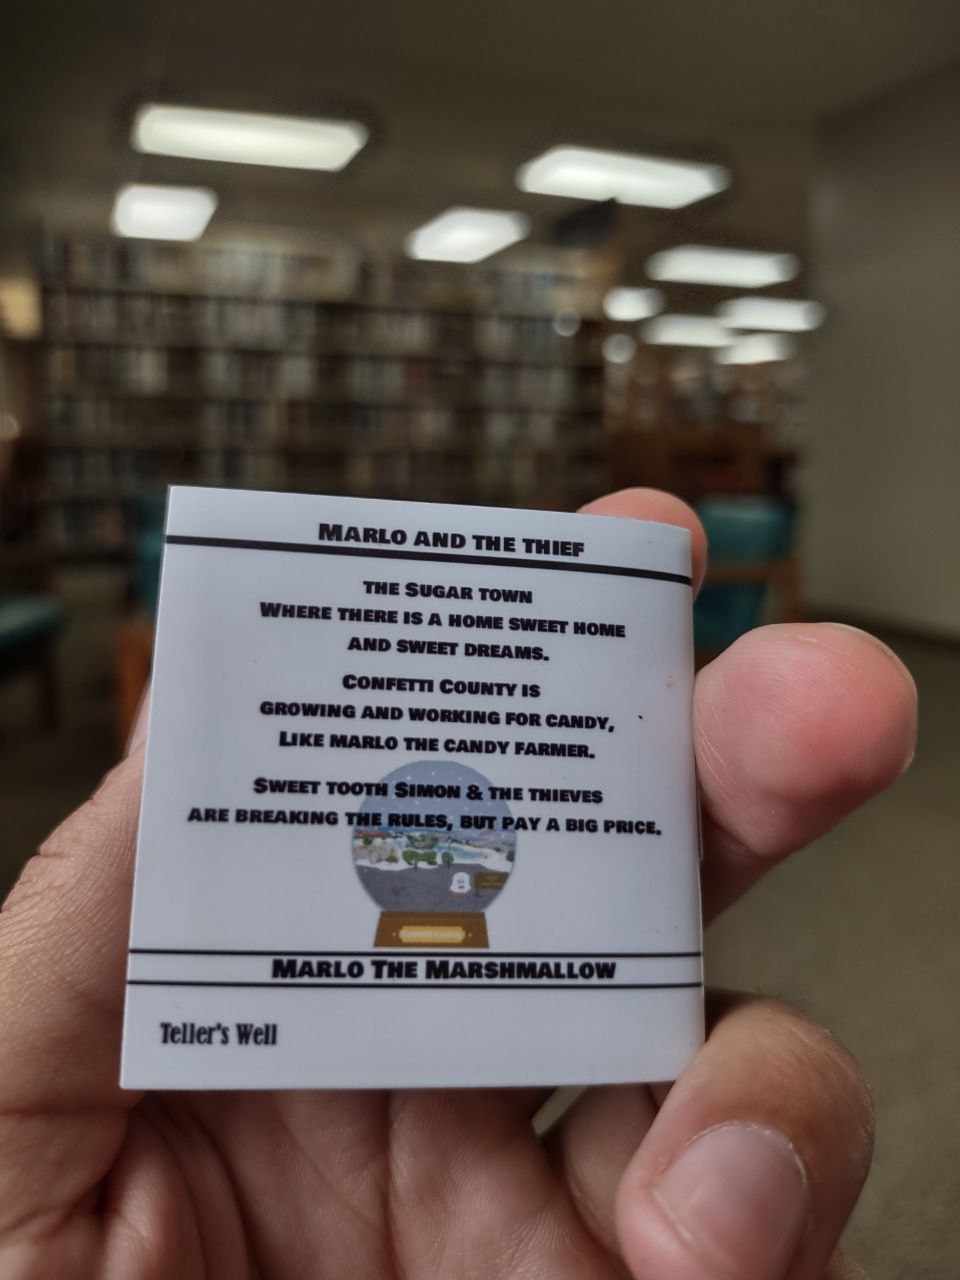 Marlo and the thief
the Sugar town
Where there is a home sweet home
and sweet dreams.
Confetti County is
growing and working for candy,
Like marlo the candy farmer.
Sweet tooth Simon & the thieves
are breaking the rules, but pay a big price.
Marlo The Marshmallow
Teller's Well